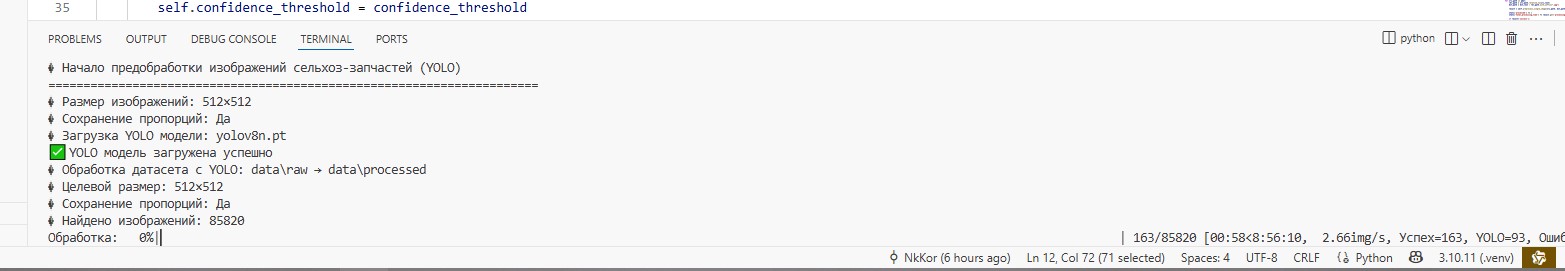 35 self.confidence_threshold = confidence_threshold
PROBLEMS OUTPUT DEBUG CONSOLE TERMINAL PORTS python
Начало предобработки изображений сельхоз-запчастей (YOLO)
======================================================================
Размер изображений: 512×512
Сохранение пропорций: Да
Загрузка YOLO модели: yolov8n.pt
✅ YOLO модель загружена успешно
Обработка датасета с YOLO: data\raw → data\processed
Целевой размер: 512×512
Сохранение пропорций: Да
Найдено изображений: 85820
Обработка: 0%| | 163/85820 [00:58<8:56:10, 2.66img/s, Успех=163, YOLO=93, Ошиб
NkKor (6 hours ago) Ln 12, Col 72 (71 selected) Spaces: 4 UTF-8 CRLF Python 3.10.11 (.venv)